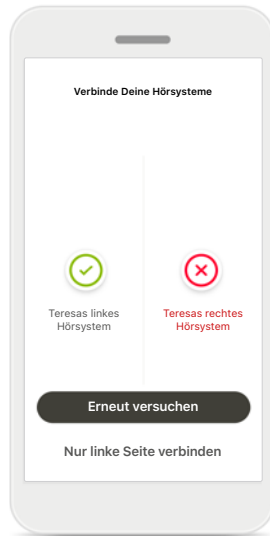 Verbinde Deine Hörsysteme
Teresas linkes
Hörsystem
Teresas rechtes
Hörsystem
Erneut versuchen
Nur linke Seite verbinden